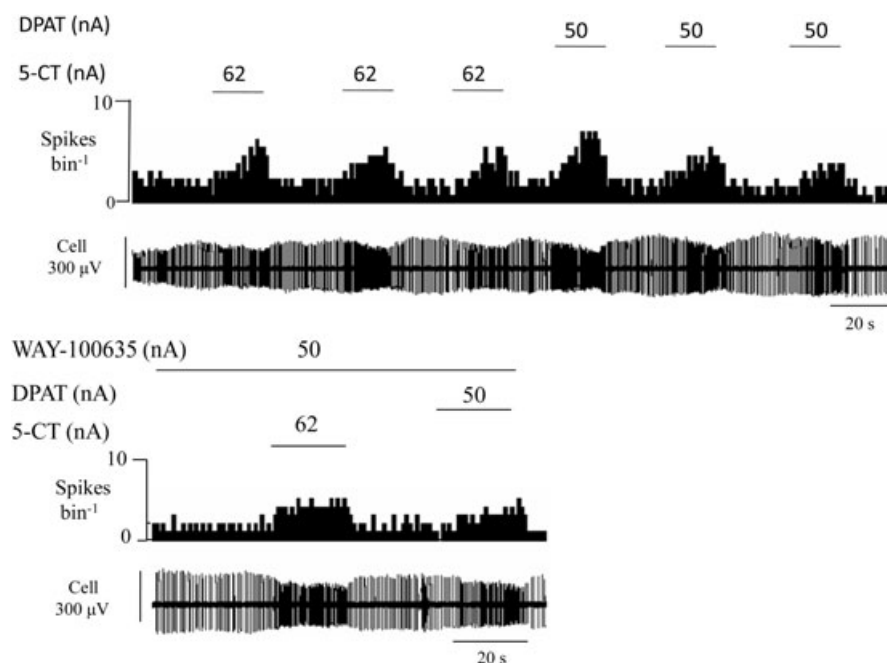 DPAT (nA) 50 50 50
5-CT (nA) 62 62 62
10
Spikes
bin-1
0
Cell
300 μV
20 s
WAY-100635 (nA) 50
DPAT (nA) 50
5-CT (nA) 62
10
Spikes
bin-1
0
Cell
300 μV
20 s